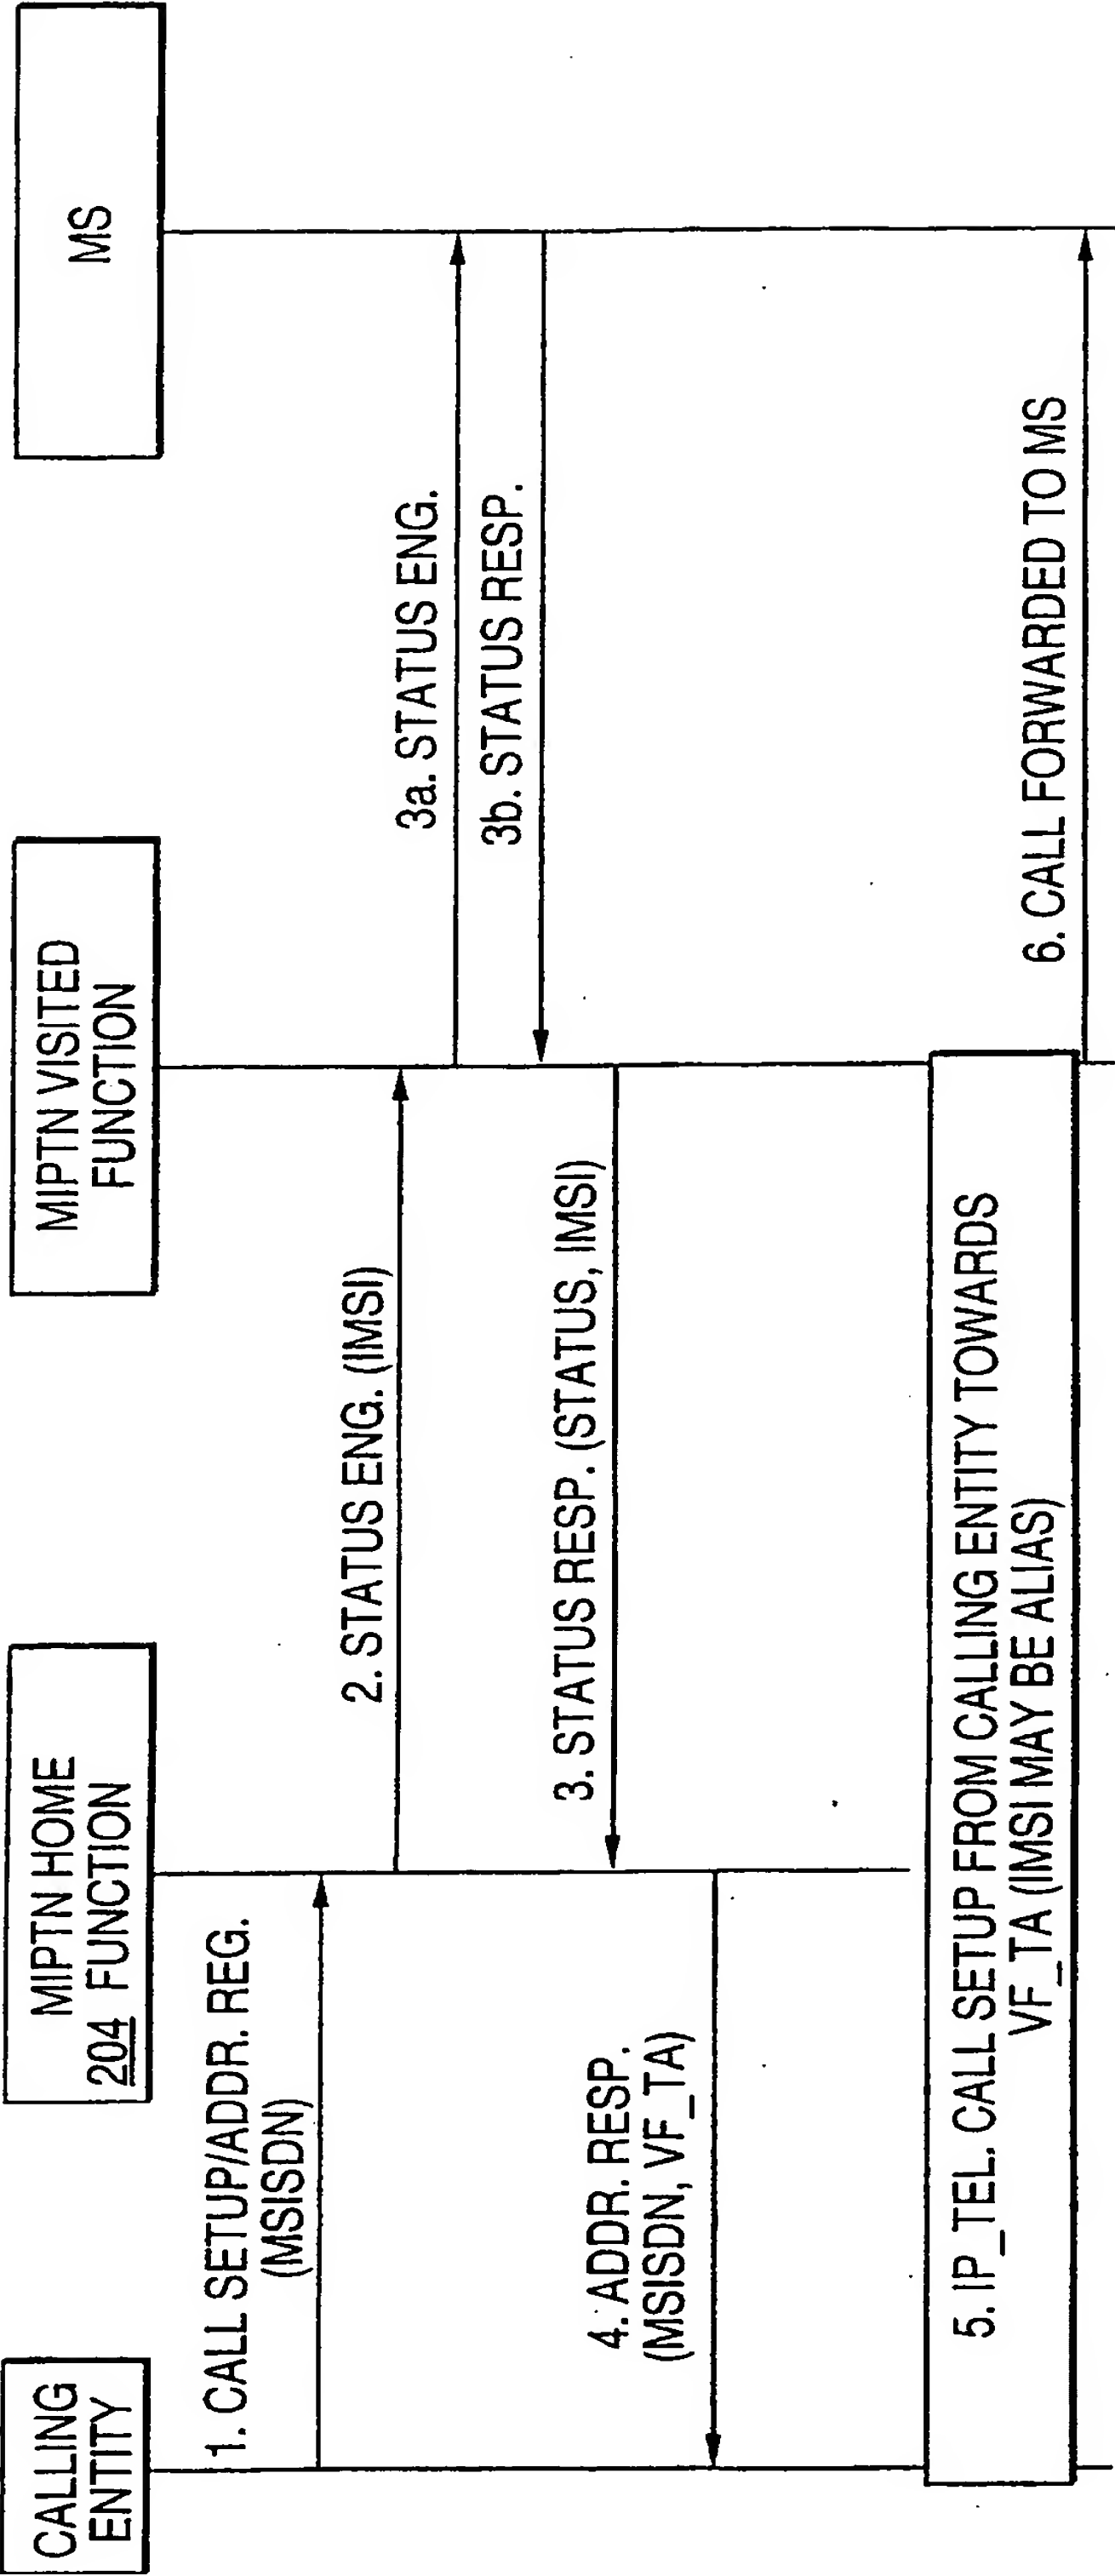 CALLING
ENTITY
MIPTN HOME
204 FUNCTION
MIPTN VISITED
FUNCTION
MS
1. CALL SETUP/ADDR. REG.
(MSISDN)
2. STATUS ENG. (IMSI)
3a. STATUS ENG.
3b. STATUS RESP.
3. STATUS RESP. (STATUS, IMSI)
4. ADDR. RESP.
(MSISDN, VF_TA)
5. IP_TEL. CALL SETUP FROM CALLING ENTITY TOWARDS
VF_TA (IMSI MAY BE ALIAS)
6. CALL FORWARDED TO MS